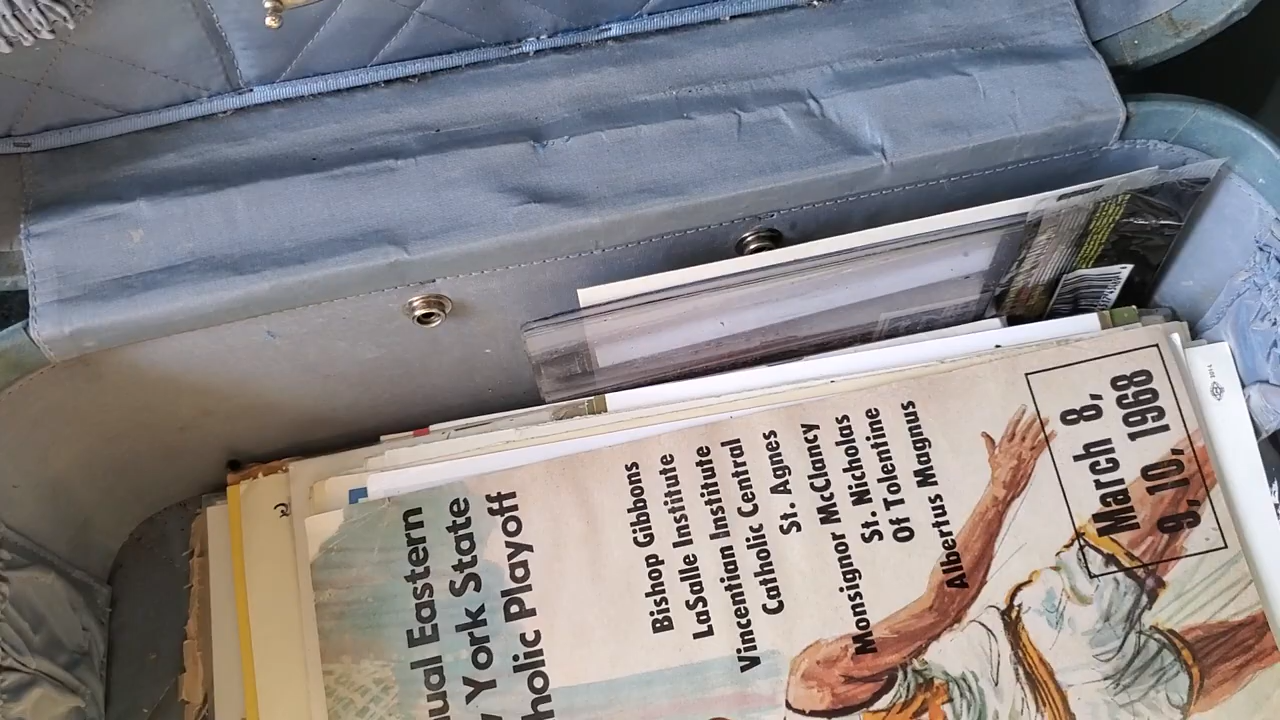 nual Eastern
York State
holic Playoff
Bishop Gibbons
LaSalle Institute
Vincentian Institute
Catholic Central
St. Agnes
Monsignor McClancy
St. Nicholas
Of Tolentine
Albertus Magnus
March 8,
9, 10, 1968